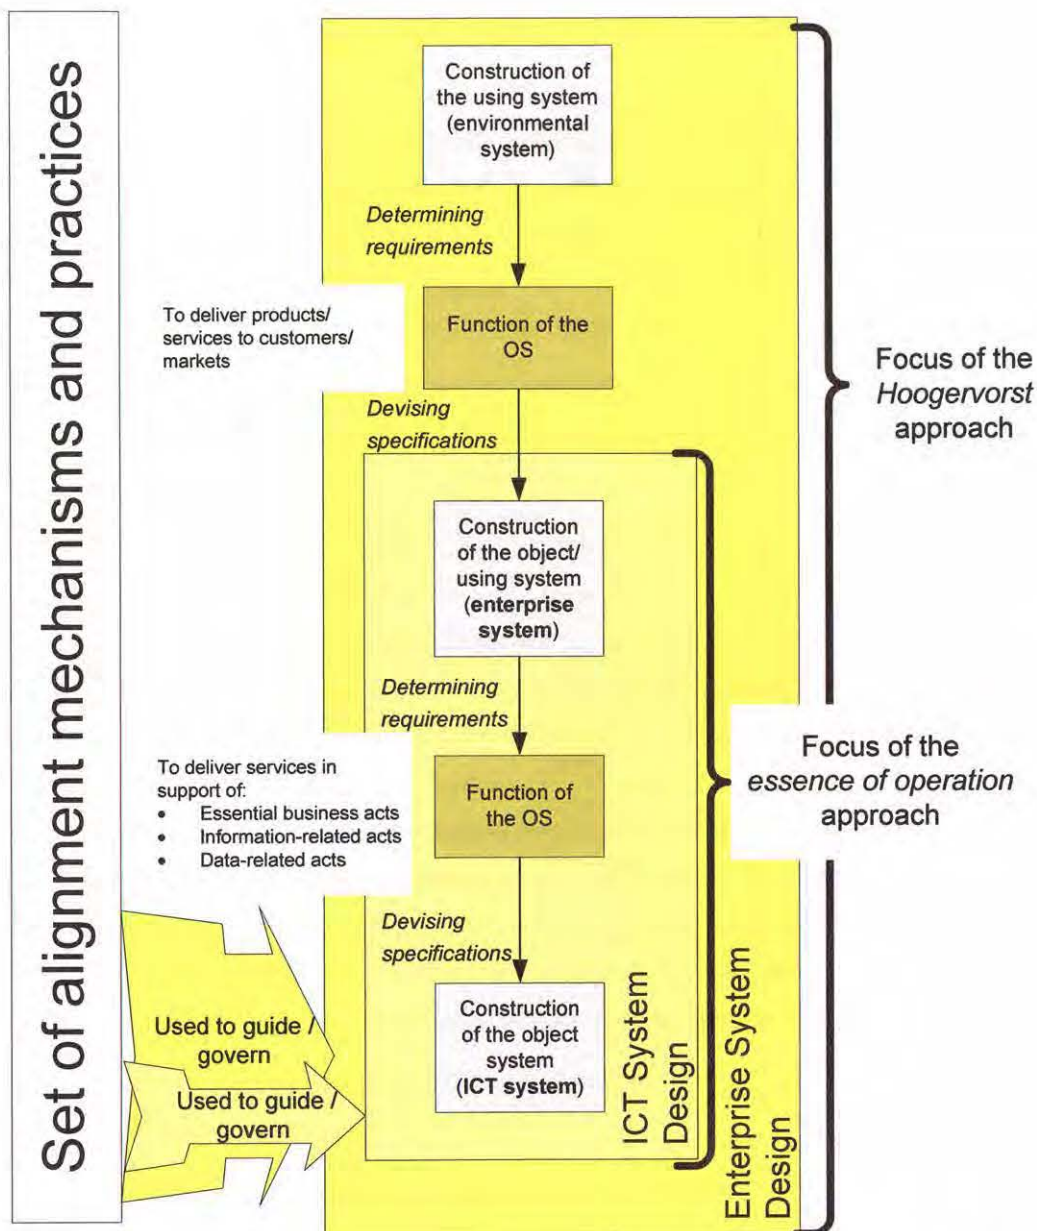 Set of alignment mechanisms and practices
Construction of
the using system
(environmental
system)
Determining
requirements
To deliver products/
services to customers/
markets
Function of the
OS
Devising
specifications
Focus of the
Hoogervorst
approach
Construction
of the object/
using system
(enterprise
system)
Determining
requirements
To deliver services in
support of:
• Essential business acts
• Information-related acts
• Data-related acts
Function of
the OS
Focus of the
essence of operation
approach
Devising
specifications
Construction
of the object
system
(ICT system)
ICT System
Design
Enterprise System
Design
Used to guide /
govern
Used to guide /
govern